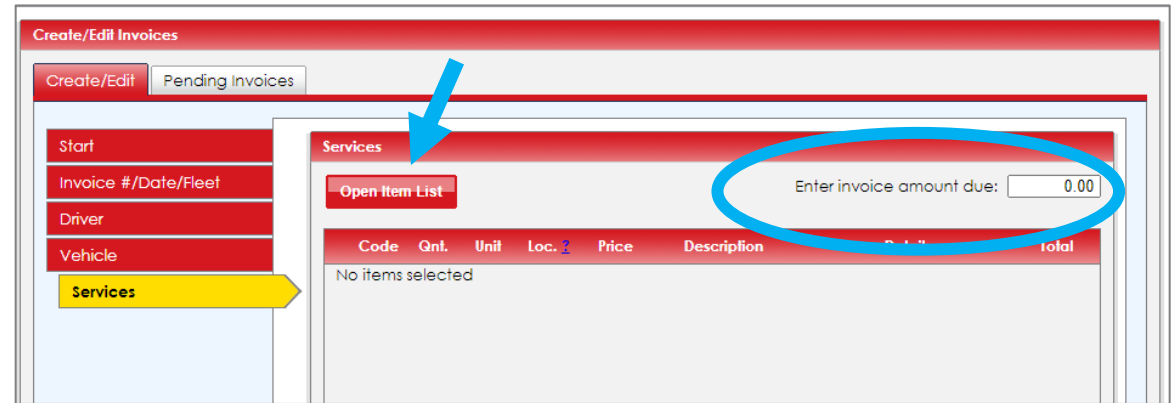 Create/Edit Invoices
Create/Edit Pending Invoices
Start
Invoice #/Date/Fleet
Driver
Vehicle
Services
Services
Open Item List
Enter invoice amount due: 0.00
Code Qnt. Unit Loc. ? Price Description Total
No items selected